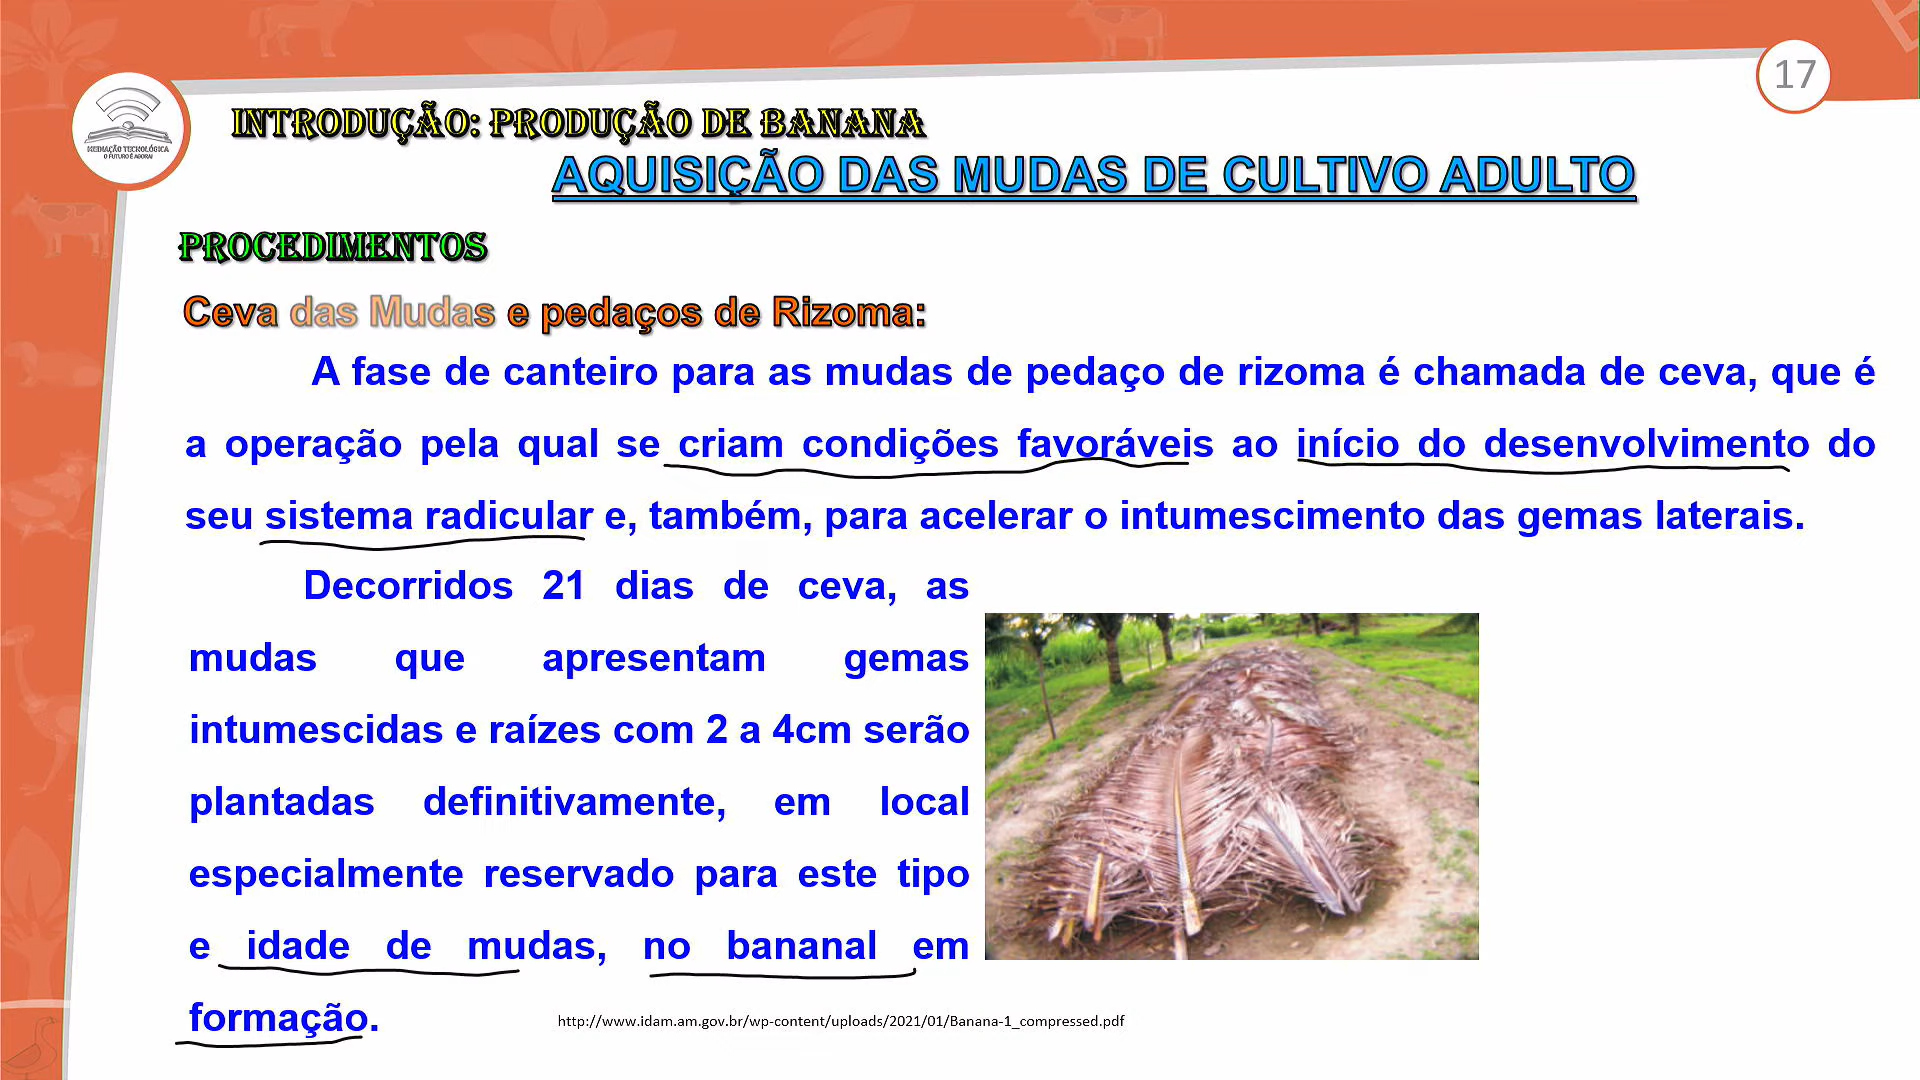 17
MEDIAÇÃO TECNOLÓGICA
O FUTURO É AGORA!
INTRODUÇÃO: PRODUÇÃO DE BANANA
AQUISIÇÃO DAS MUDAS DE CULTIVO ADULTO
PROCEDIMENTOS
Ceva das Mudas e pedaços de Rizoma:
A fase de canteiro para as mudas de pedaço de rizoma é chamada de ceva, que é
a operação pela qual se criam condições favoráveis ao início do desenvolvimento do
seu sistema radicular e, também, para acelerar o intumescimento das gemas laterais.
Decorridos 21 dias de ceva, as
mudas que apresentam gemas
intumescidas e raízes com 2 a 4cm serão
plantadas definitivamente, em local
especialmente reservado para este tipo
e idade de mudas, no bananal em
formação.
http://www.idam.am.gov.br/wp-content/uploads/2021/01/Banana-1_compressed.pdf